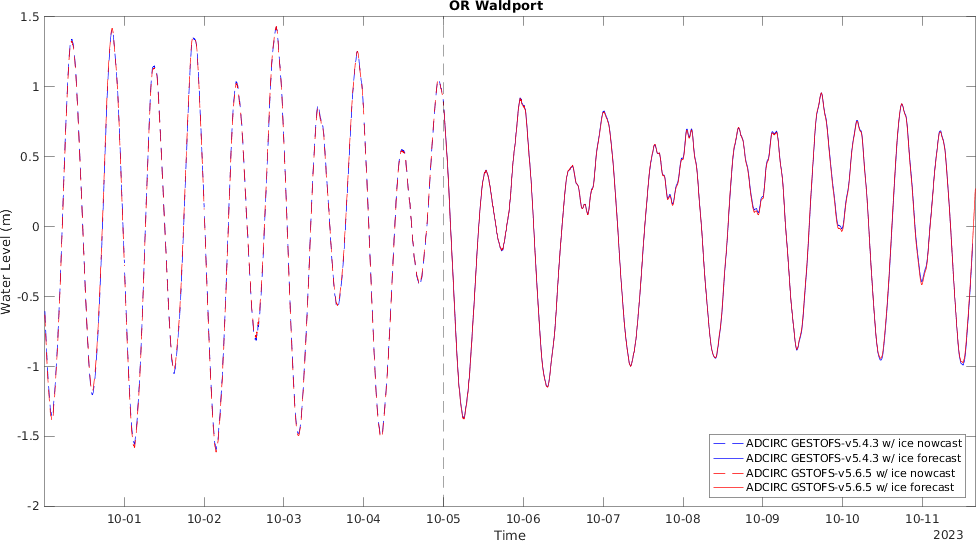 OR Waldport
1.5
1
0.5
0
-0.5
-1
-1.5
-2
Water Level (m)
10-01 10-02 10-03 10-04 10-05 10-06 10-07 10-08 10-09 10-10 10-11
Time
2023
ADCIRC GESTOFS-v5.4.3 w/ ice nowcast
ADCIRC GESTOFS-v5.4.3 w/ ice forecast
ADCIRC GSTOFS-v5.6.5 w/ ice nowcast
ADCIRC GSTOFS-v5.6.5 w/ ice forecast